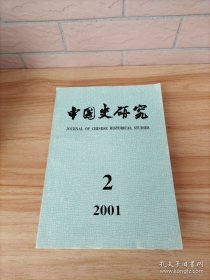 中国史研究
JOURNAL OF CHINESE HISTORICAL STUDIES
2
2001